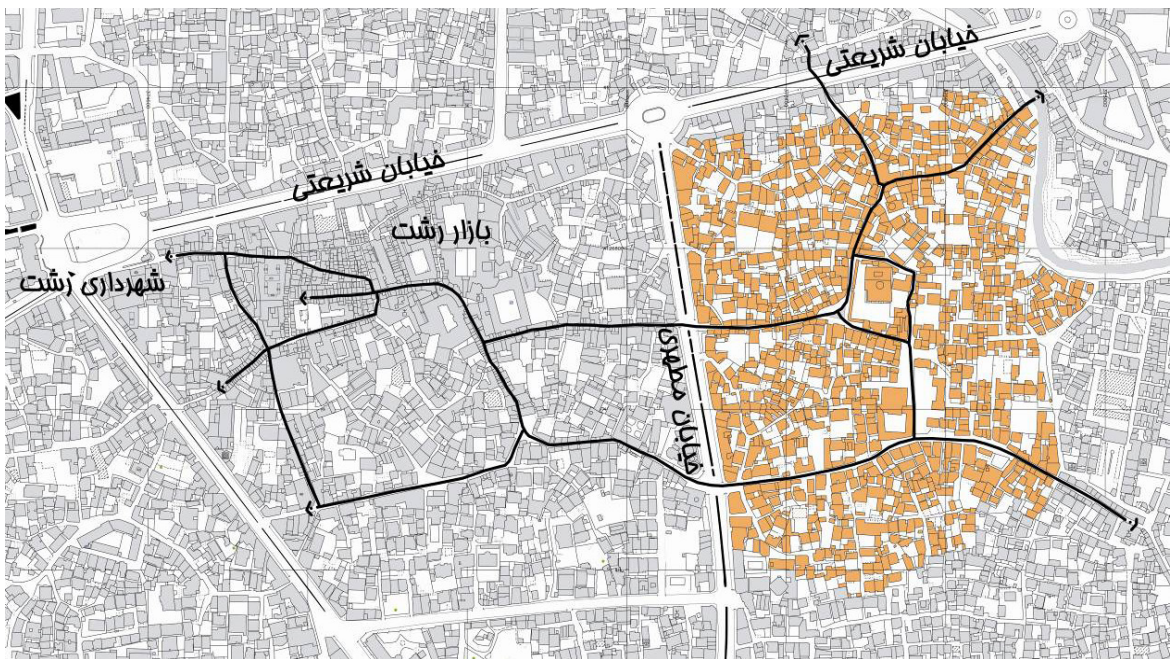 خیابان شریعتی
خیابان شریعتی
بازار رشت
شهرداری رشت
خیابان مطهری